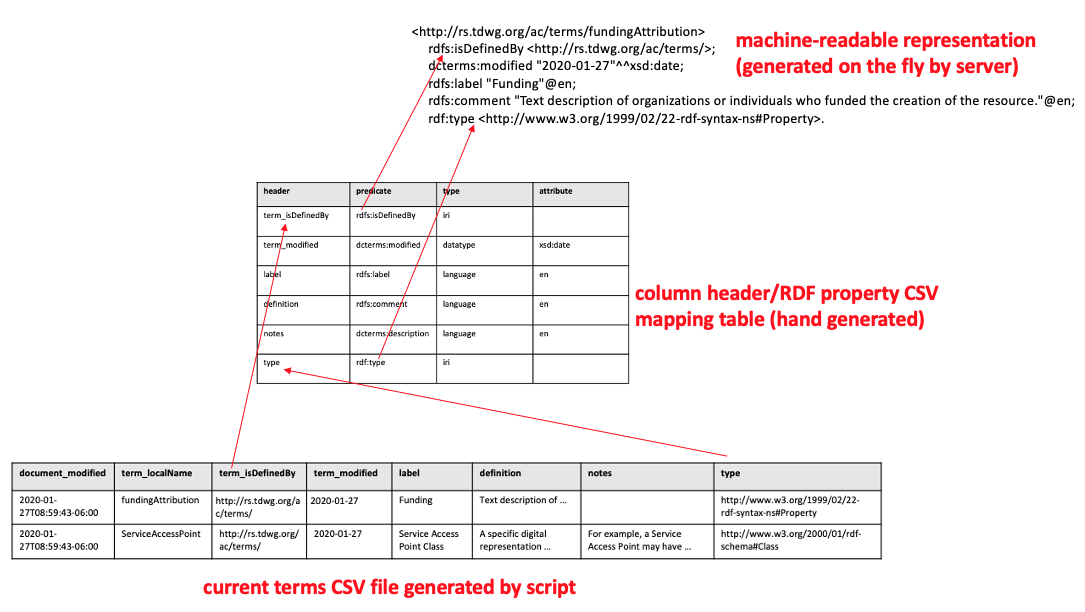 <http://rs.tdwg.org/ac/terms/fundingAttribution>
rdfs:isDefinedBy <http://rs.tdwg.org/ac/terms/>;
dcterms:modified "2020-01-27"^^xsd:date;
rdfs:label "Funding"@en;
rdfs:comment "Text description of organizations or individuals who funded the creation of the resource."@en;
rdf:type <http://www.w3.org/1999/02/22-rdf-syntax-ns#Property>.
machine-readable representation
(generated on the fly by server)
header predicate type attribute
term_isDefinedBy rdfs:isDefinedBy iri
term_modified dcterms:modified datatype xsd:date
label rdfs:label language en
definition rdfs:comment language en
notes dcterms:description language en
type rdf:type iri
column header/RDF property CSV
mapping table (hand generated)
document_modified term_localName term_isDefinedBy term_modified label definition notes type
2020-01- fundingAttribution http://rs.tdwg.org/a 2020-01-27 Funding Text description of ... http://www.w3.org/1999/02/22-
27T08:59:43-06:00 c/terms/ rdf-syntax-ns#Property
2020-01- ServiceAccessPoint http://rs.tdwg.org/ 2020-01-27 Service Access A specific digital For example, a Service http://www.w3.org/2000/01/rdf-
27T08:59:43-06:00 ac/terms/ Point Class representation ... Access Point may have ... schema#Class
current terms CSV file generated by script